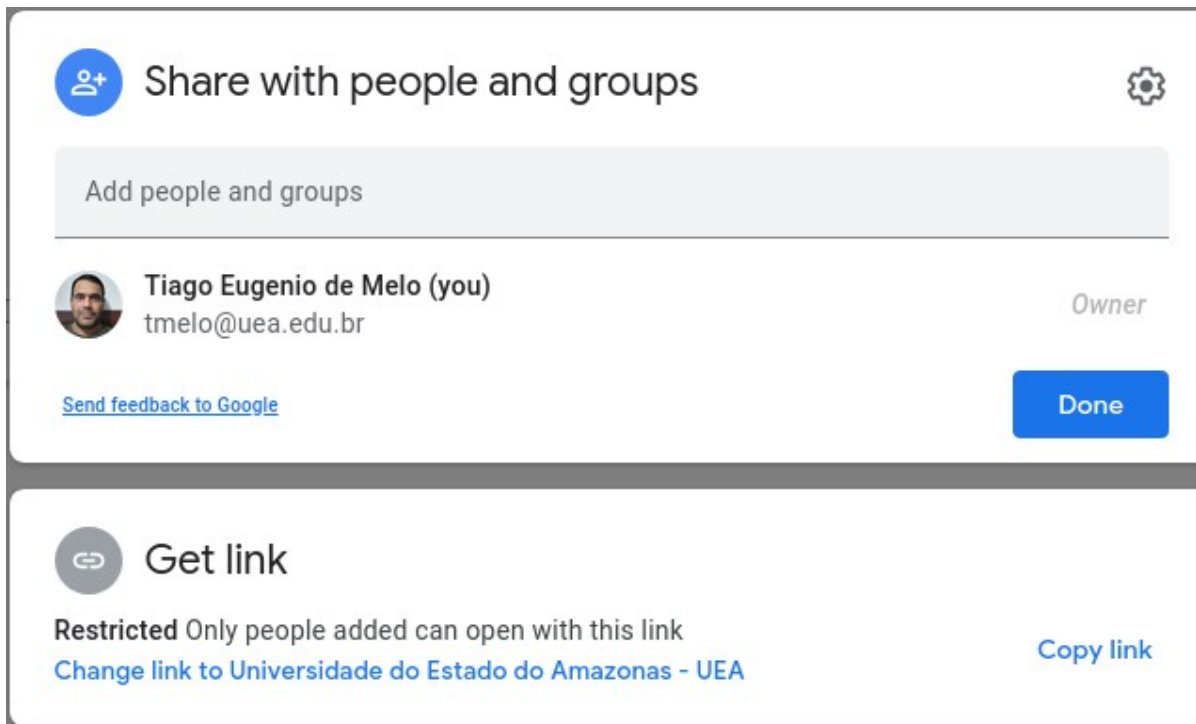 Share with people and groups
Add people and groups
Tiago Eugenio de Melo (you)
tmelo@uea.edu.br
Owner
Send feedback to Google
Done
Get link
Restricted Only people added can open with this link
Change link to Universidade do Estado do Amazonas - UEA
Copy link